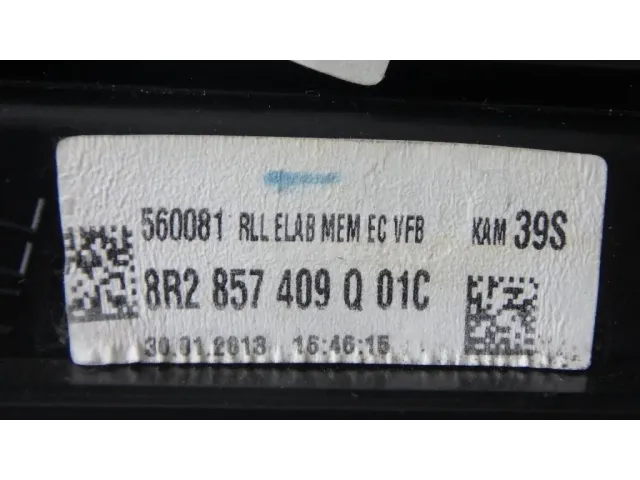 560081 RLL ELAB MEM EC VFB KAM 39S
8R2 857 409 Q 01C
30.01.2013 15:46:15